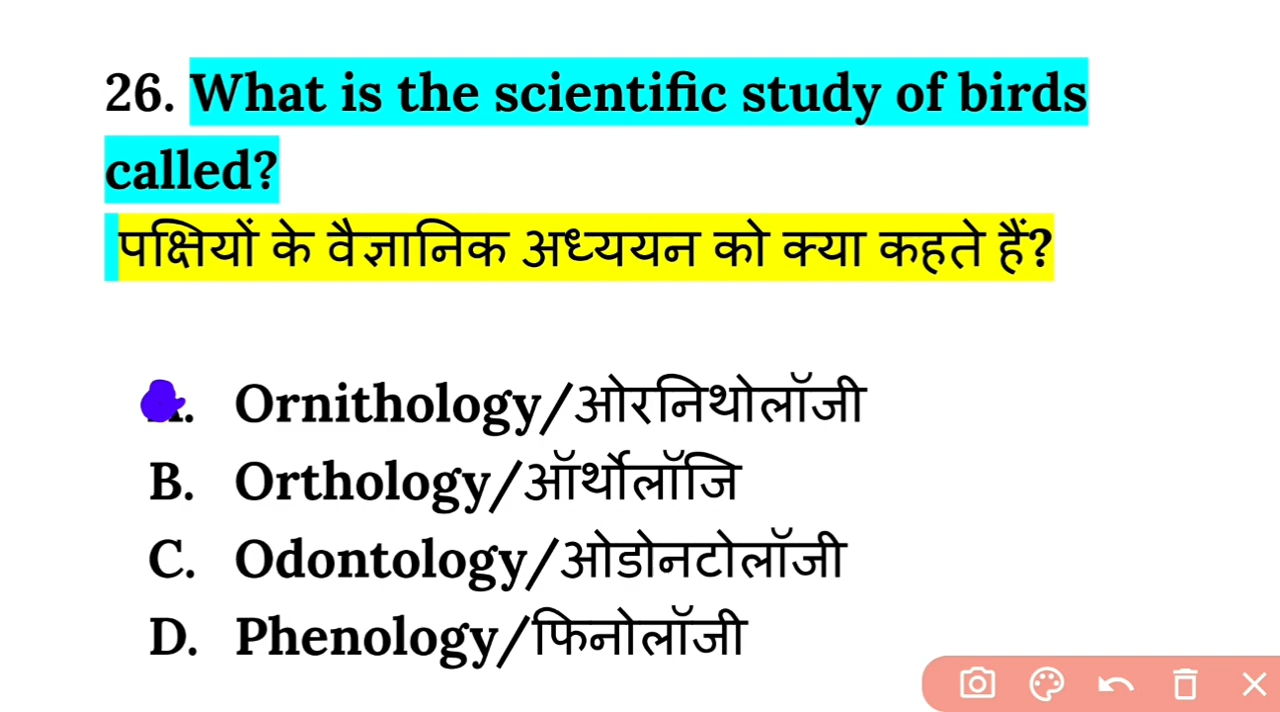 26. What is the scientific study of birds
called?
पक्षियों के वैज्ञानिक अध्ययन को क्या कहते हैं?
A. Ornithology/ओरनिथोलॉजी
B. Orthology/ऑर्थोलॉजि
C. Odontology/ओडोनटोलॉजी
D. Phenology/फिनोलॉजी